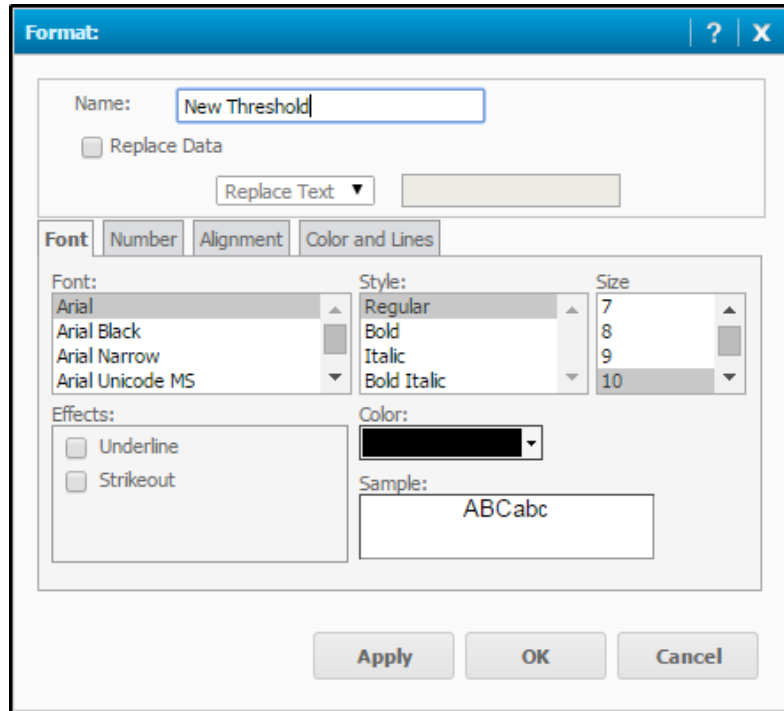 Format: ? X
Name: New Threshold
Replace Data
Replace Text
Font Number Alignment Color and Lines
Font: Style: Size
Arial Regular 7
Arial Black Bold 8
Arial Narrow Italic 9
Arial Unicode MS Bold Italic 10
Effects: Color:
Underline
Strikeout
Sample:
ABCabc
Apply OK Cancel